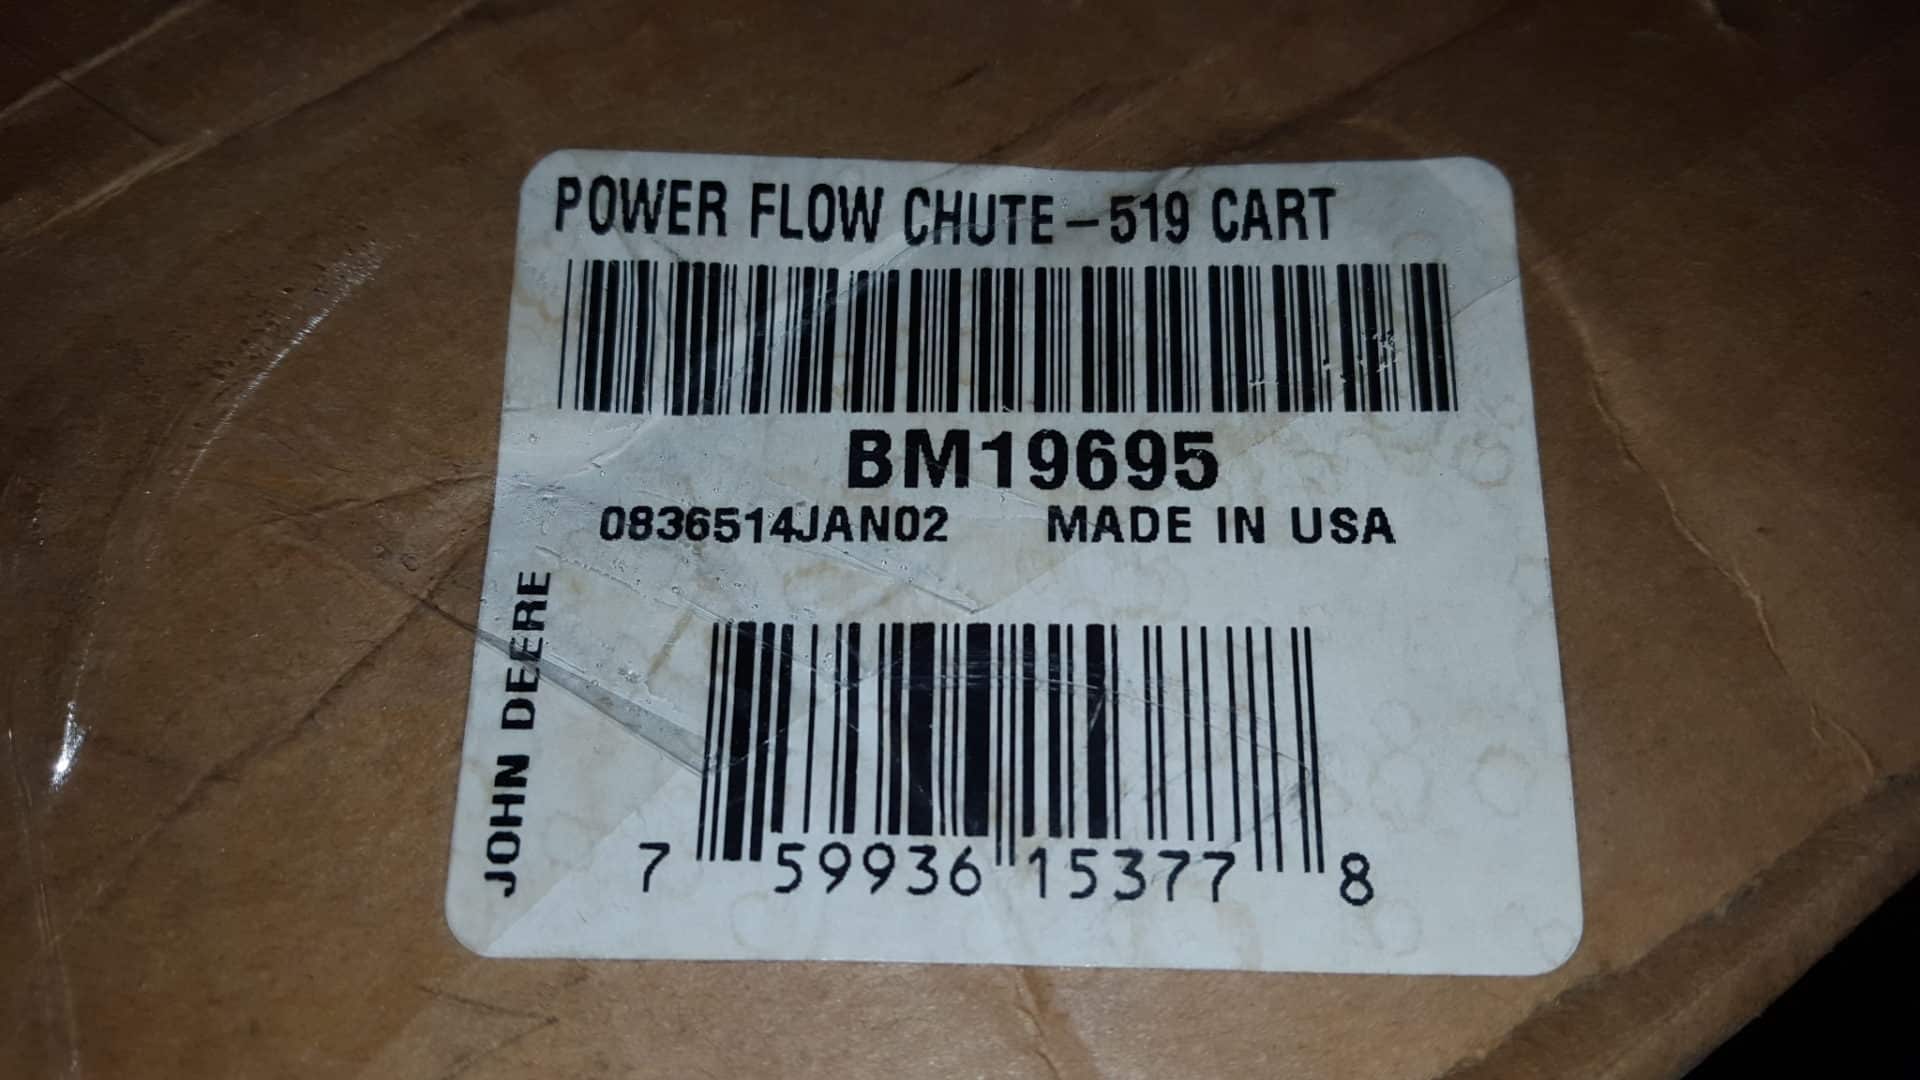 POWER FLOW CHUTE-519 CART
BM19695
0836514JAN02 MADE IN USA
JOHN DEERE
7 59936 15377 8